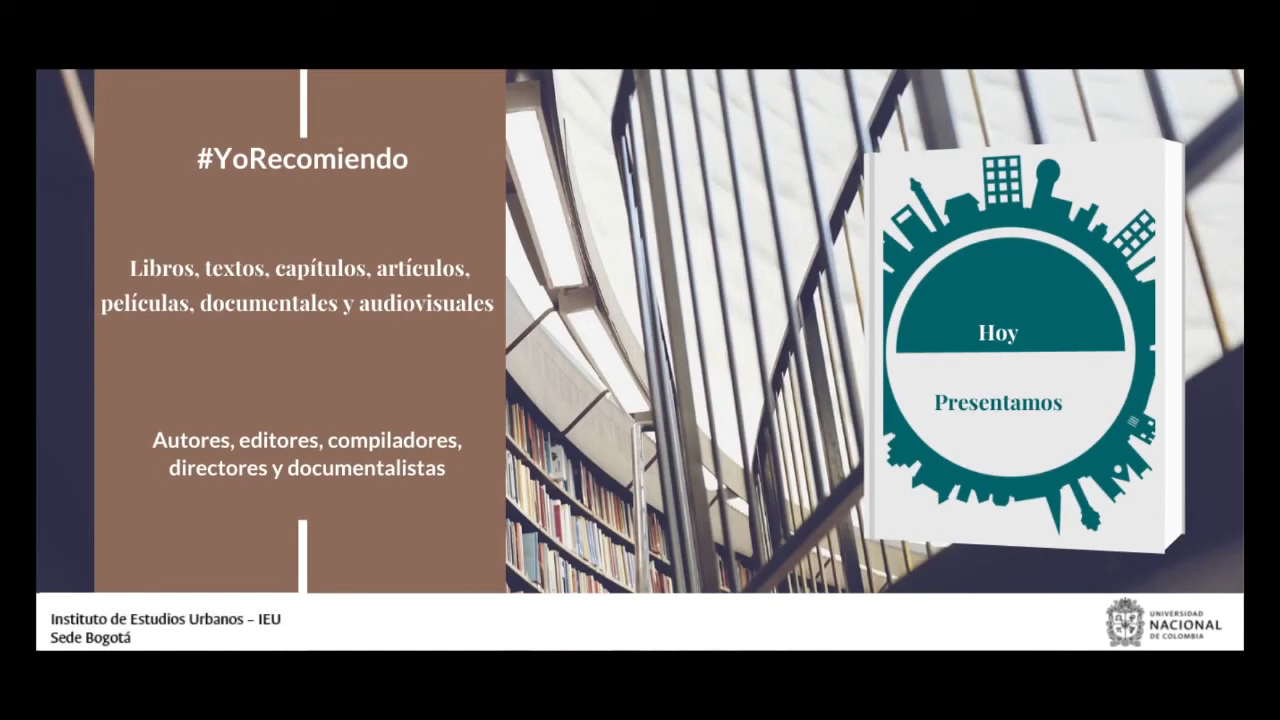 #YoRecomiendo
Libros, textos, capítulos, artículos,
películas, documentales y audiovisuales
Autores, editores, compiladores,
directores y documentalistas
Hoy
Presentamos
Instituto de Estudios Urbanos – IEU
Sede Bogotá
UNIVERSIDAD
NACIONAL
DE COLOMBIA